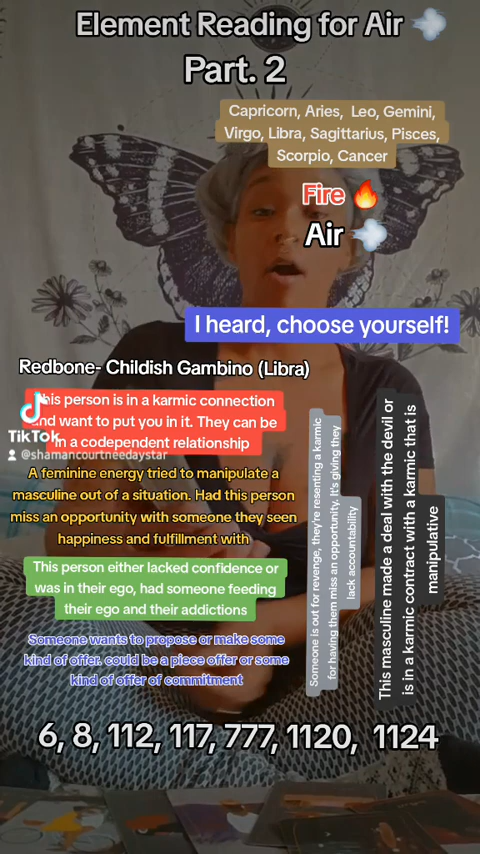 Element Reading for Air 💨
Part. 2
Capricorn, Aries, Leo, Gemini,
Virgo, Libra, Sagittarius, Pisces,
Scorpio, Cancer
Fire 🔥
Air 💨
I heard, choose yourself!
Redbone- Childish Gambino (Libra)
his person is in a karmic connection
nd want to put you in it. They can be
in a codependent relationship
TikTok
@shamancourtneedaystar
A feminine energy tried to manipulate a
masculine out of a situation. Had this person
miss an opportunity with someone they seen
happiness and fulfillment with
This person either lacked confidence or
was in their ego, had someone feeding
their ego and their addictions
Someone wants to propose or make some
kind of offer. could be a piece offer or some
kind of offer of commitment
Someone is out for revenge, they're resenting a karmic
for having them miss an opportunity. It's giving they
lack accountability
This masculine made a deal with the devil or
is in a karmic contract with a karmic that is
manipulative
6, 8, 112, 117, 777, 1120, 1124